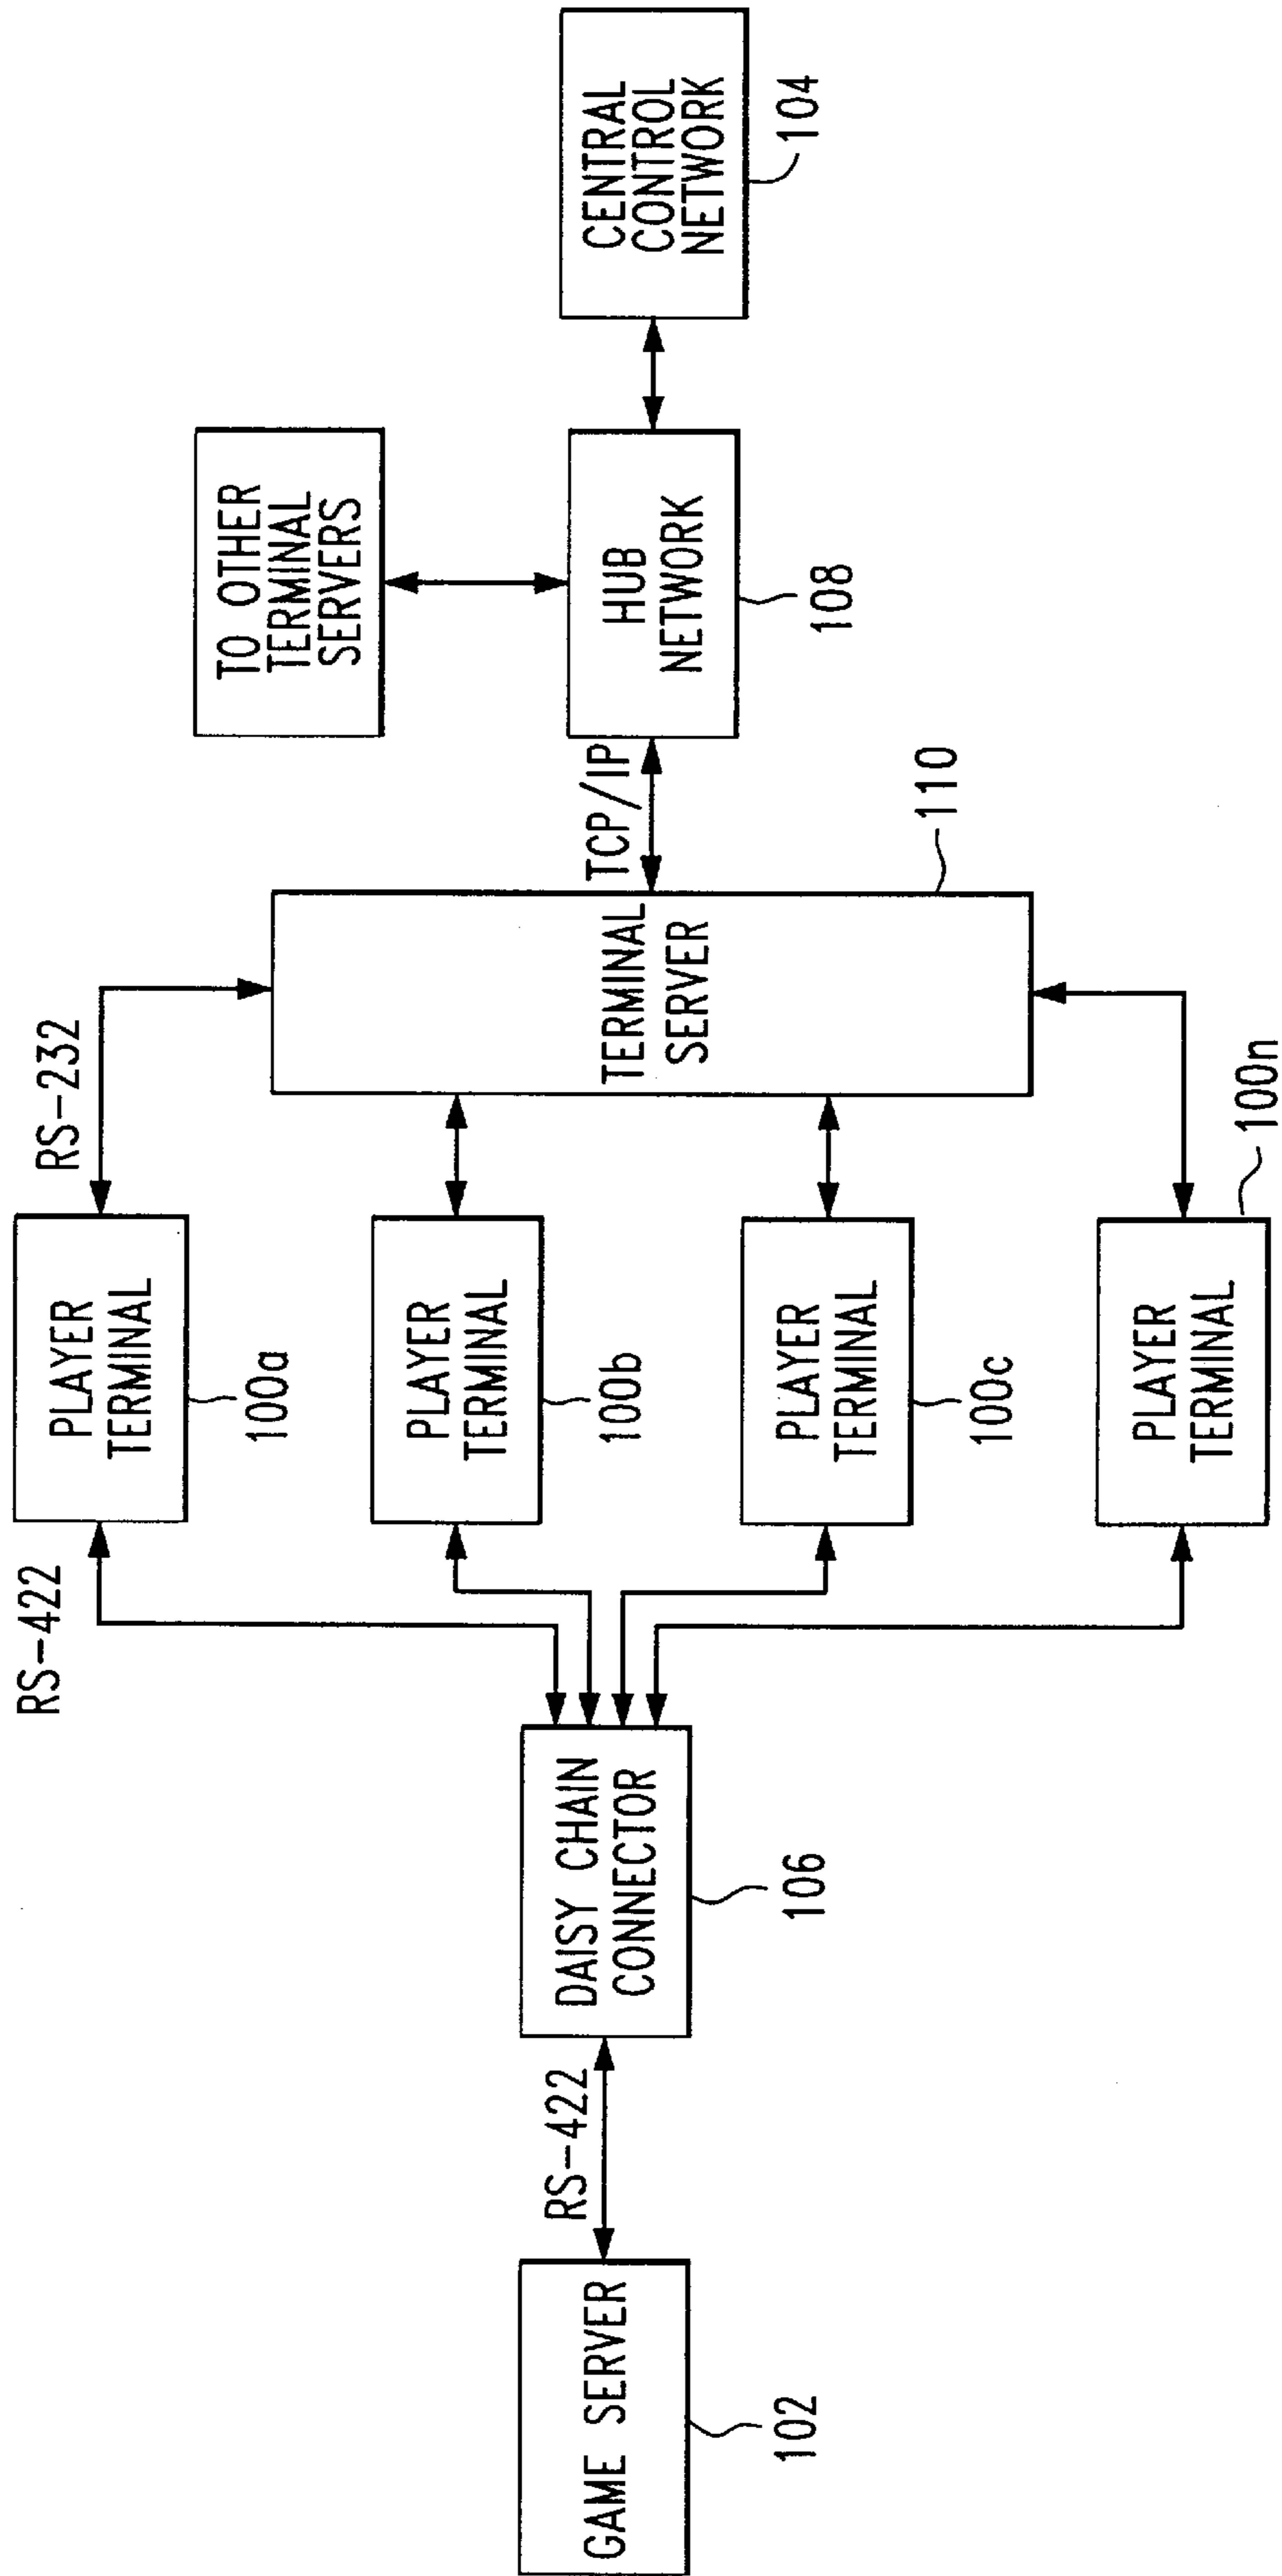 GAME SERVER
102
RS-422
DAISY CHAIN
CONNECTOR
106
RS-422
PLAYER
TERMINAL
100a
PLAYER
TERMINAL
100b
PLAYER
TERMINAL
100c
PLAYER
TERMINAL
100n
RS-232
TERMINAL
SERVER
110
TCP/IP
HUB
NETWORK
108
TO OTHER
TERMINAL
SERVERS
CENTRAL
CONTROL
NETWORK
104